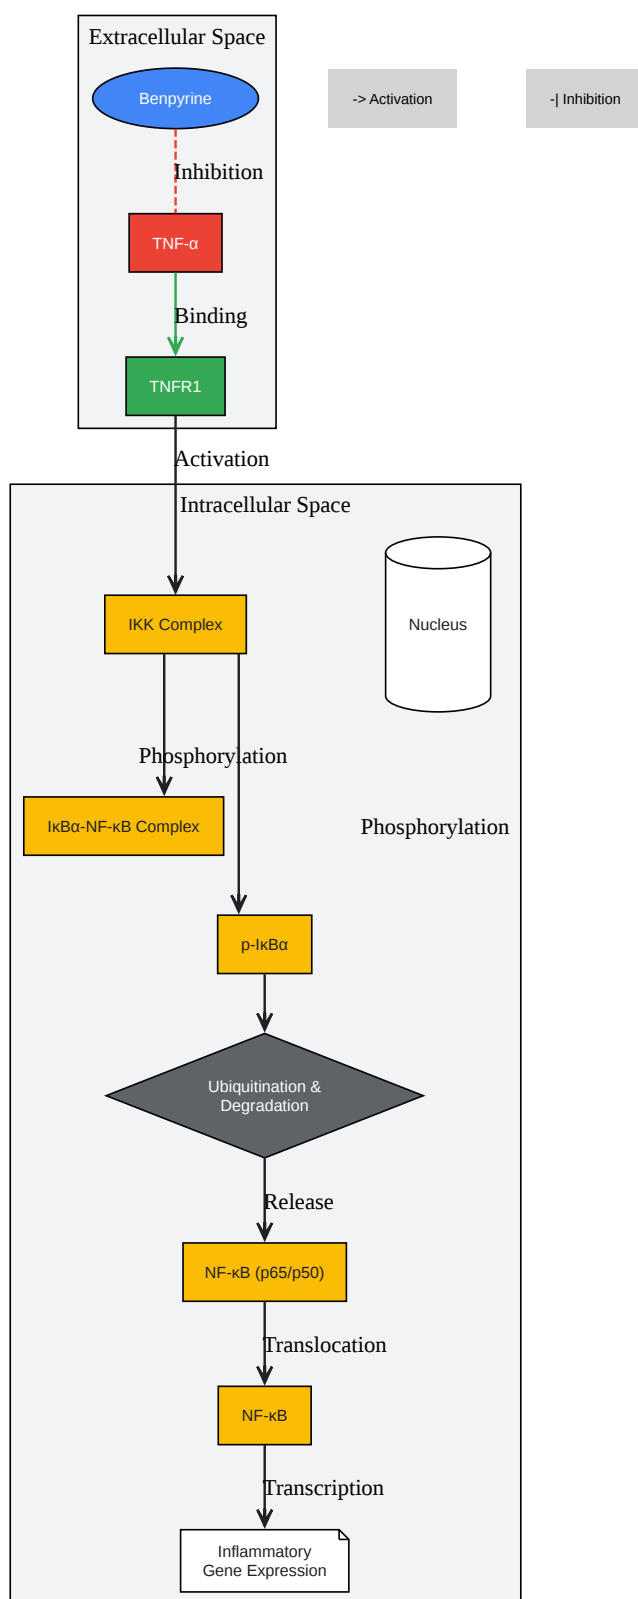 Extracellular Space
Benpyrine
-> Activation
-| Inhibition
Inhibition
TNF-α
Binding
TNFR1
Activation
Intracellular Space
IKK Complex
Nucleus
Phosphorylation
IκBα-NF-κB Complex
Phosphorylation
p-IκBα
Ubiquitination &
Degradation
Release
NF-κB (p65/p50)
Translocation
NF-κB
Transcription
Inflammatory
Gene Expression